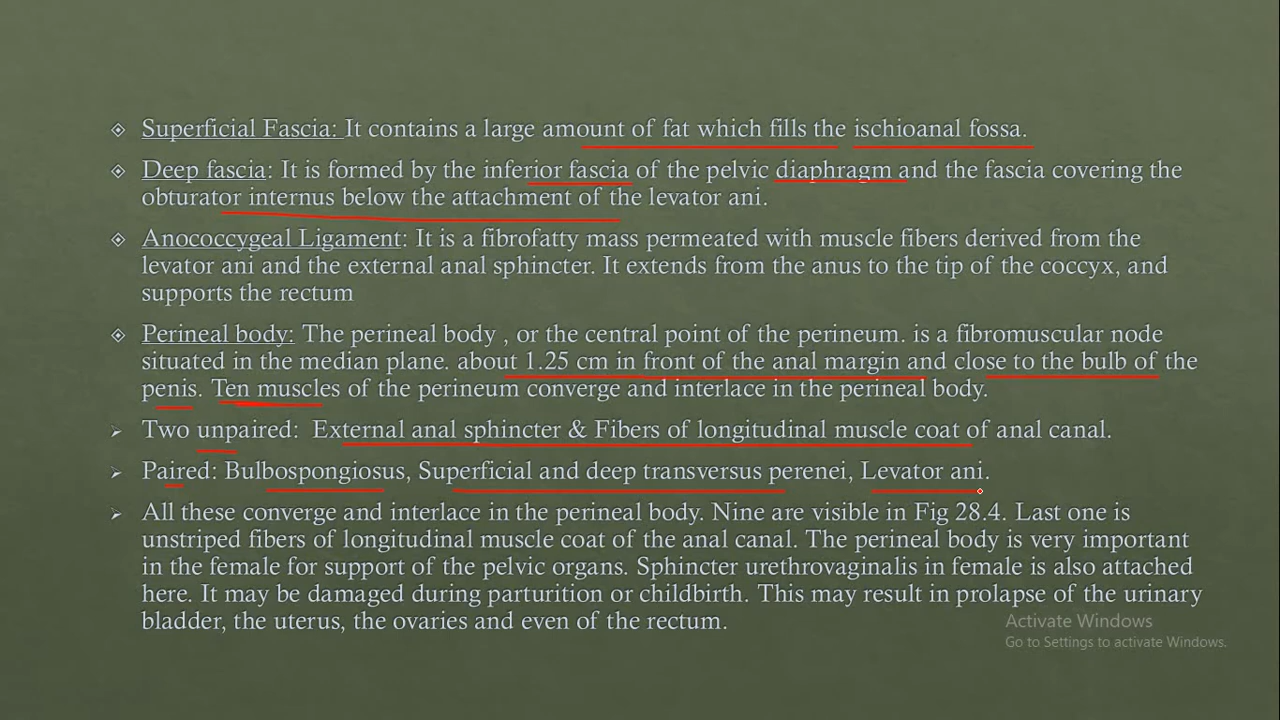 Superficial Fascia: It contains a large amount of fat which fills the ischioanal fossa.
Deep fascia: It is formed by the inferior fascia of the pelvic diaphragm and the fascia covering the
obturator internus below the attachment of the levator ani.
Anococcygeal Ligament: It is a fibrofatty mass permeated with muscle fibers derived from the
levator ani and the external anal sphincter. It extends from the anus to the tip of the coccyx, and
supports the rectum
Perineal body: The perineal body , or the central point of the perineum. is a fibromuscular node
situated in the median plane. about 1.25 cm in front of the anal margin and close to the bulb of the
penis. Ten muscles of the perineum converge and interlace in the perineal body.
Two unpaired: External anal sphincter & Fibers of longitudinal muscle coat of anal canal.
Paired: Bulbospongiosus, Superficial and deep transversus perenei, Levator ani.
All these converge and interlace in the perineal body. Nine are visible in Fig 28.4. Last one is
unstriped fibers of longitudinal muscle coat of the anal canal. The perineal body is very important
in the female for support of the pelvic organs. Sphincter urethrovaginalis in female is also attached
here. It may be damaged during parturition or childbirth. This may result in prolapse of the urinary
bladder, the uterus, the ovaries and even of the rectum.
Activate Windows
Go to Settings to activate Windows.